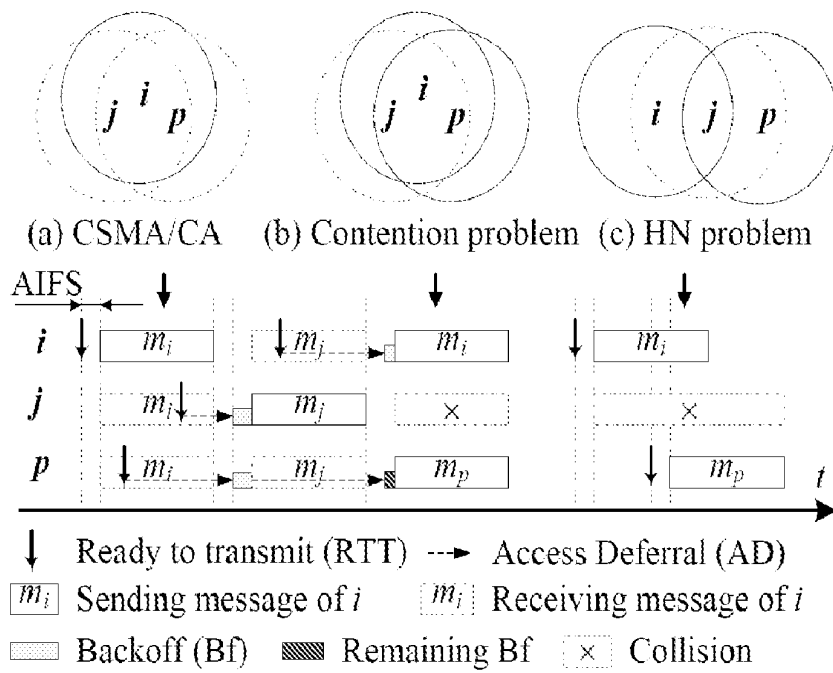 i
j p
i
j p
i j p
(a) CSMA/CA (b) Contention problem (c) HN problem
AIFS
i m_i m_j m_i m_i
j m_i m_j
p m_i m_j m_p m_p
t
Ready to transmit (RTT) Access Deferral (AD)
m_i Sending message of i m_i Receiving message of i
Backoff (Bf) Remaining Bf × Collision